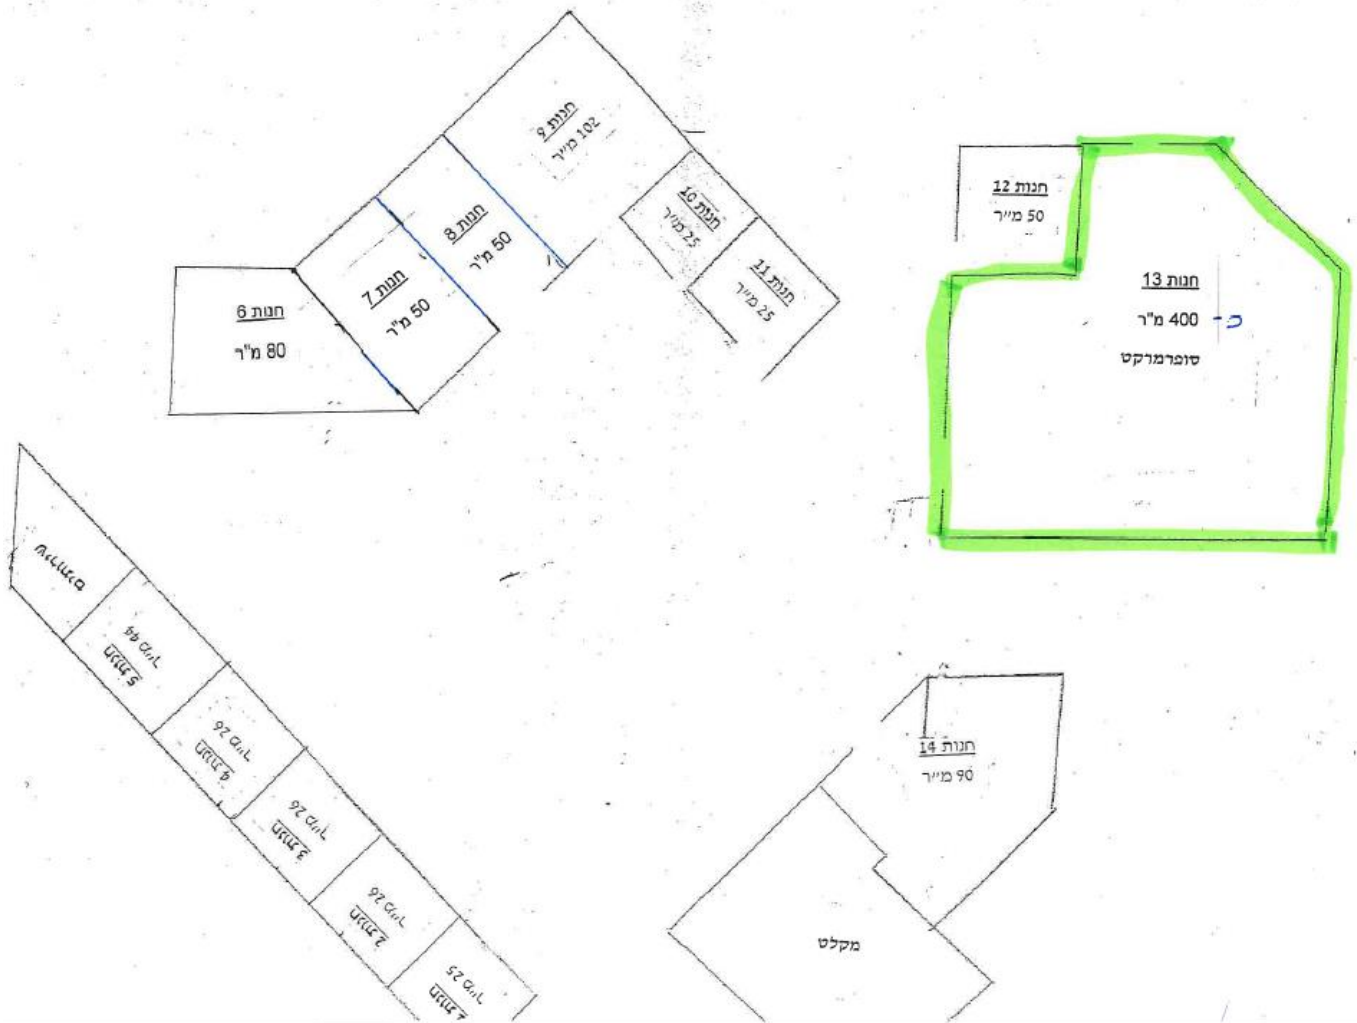 חנות 9
102 מ״ר
חנות 10
25 מ״ר
חנות 11
25 מ״ר
חנות 8
50 מ"ר
חנות 7
50 מ"ר
חנות 6
80 מ"ר
חנות 12
50 מ״ר
חנות 13
כ- 400 מ"ר
סופרמרקט
שירותים
חנות 5
44 מ״ר
חנות 4
26 מ״ר
חנות 3
26 מ״ר
חנות 2
26 מ״ר
חנות 1
25 מ״ר
חנות 14
90 מ״ר
מקלט